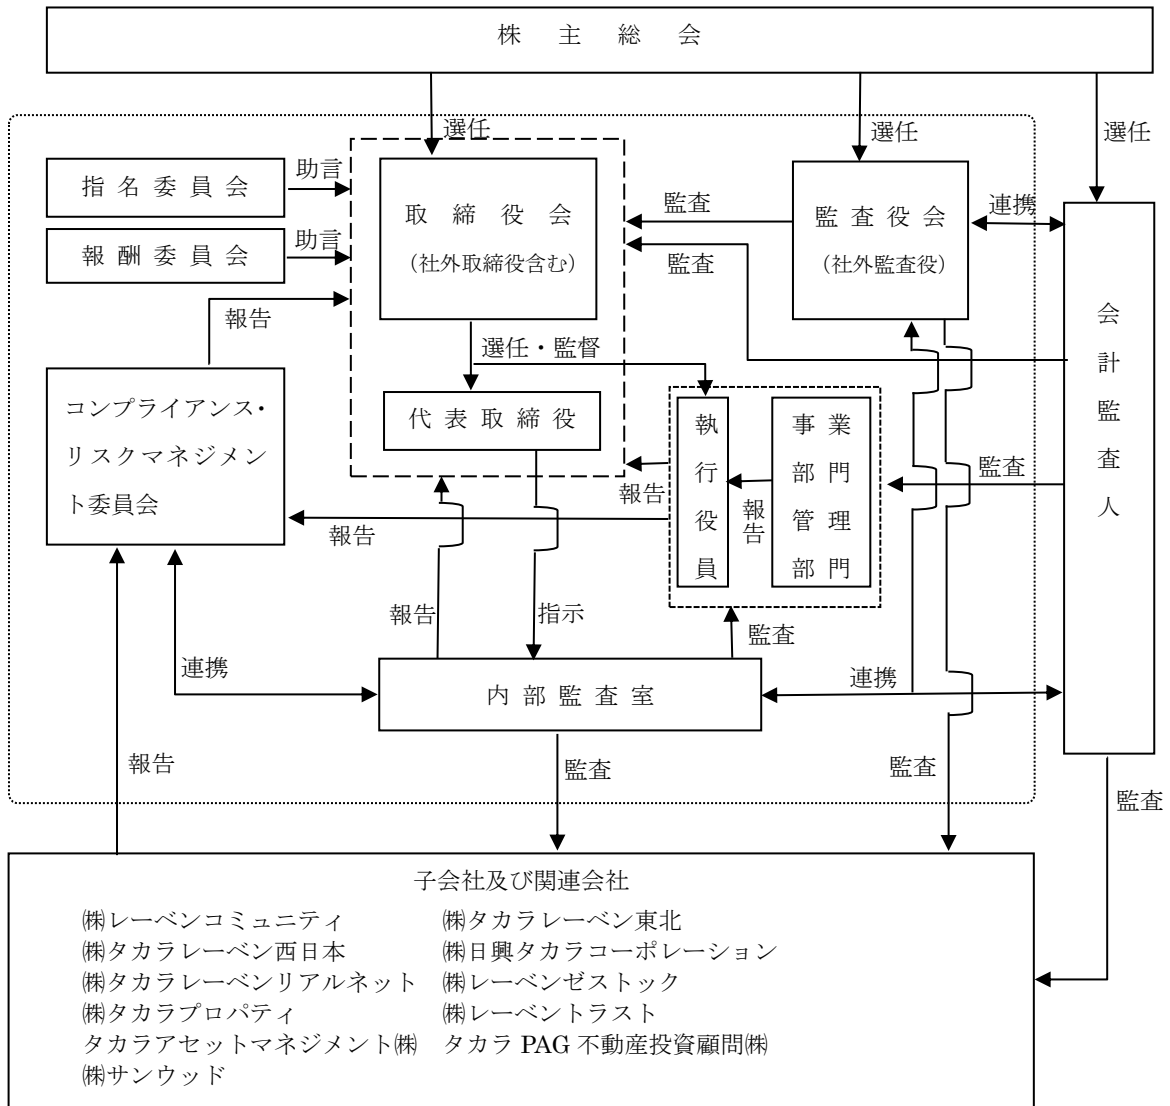 株主総会
選任
選任
選任
指名委員会
助言
報酬委員会
助言
取締役会
（社外取締役含む）
監査
監査
監査役会
（社外監査役）
連携
会計監査人
報告
選任・監督
コンプライアンス・
リスクマネジメン
ト委員会
代表取締役
執行役員
報告
事業部門
管理部門
監査
報告
報告
報告
指示
監査
連携
内部監査室
連携
報告
監査
監査
監査
子会社及び関連会社
㈱レーベンコミュニティ ㈱タカラレーベン東北
㈱タカラレーベン西日本 ㈱日興タカラコーポレーション
㈱タカラレーベンリアルネット ㈱レーベンゼストック
㈱タカラプロパティ ㈱レーベントラスト
タカラアセットマネジメント㈱ タカラ PAG 不動産投資顧問㈱
㈱サンウッド